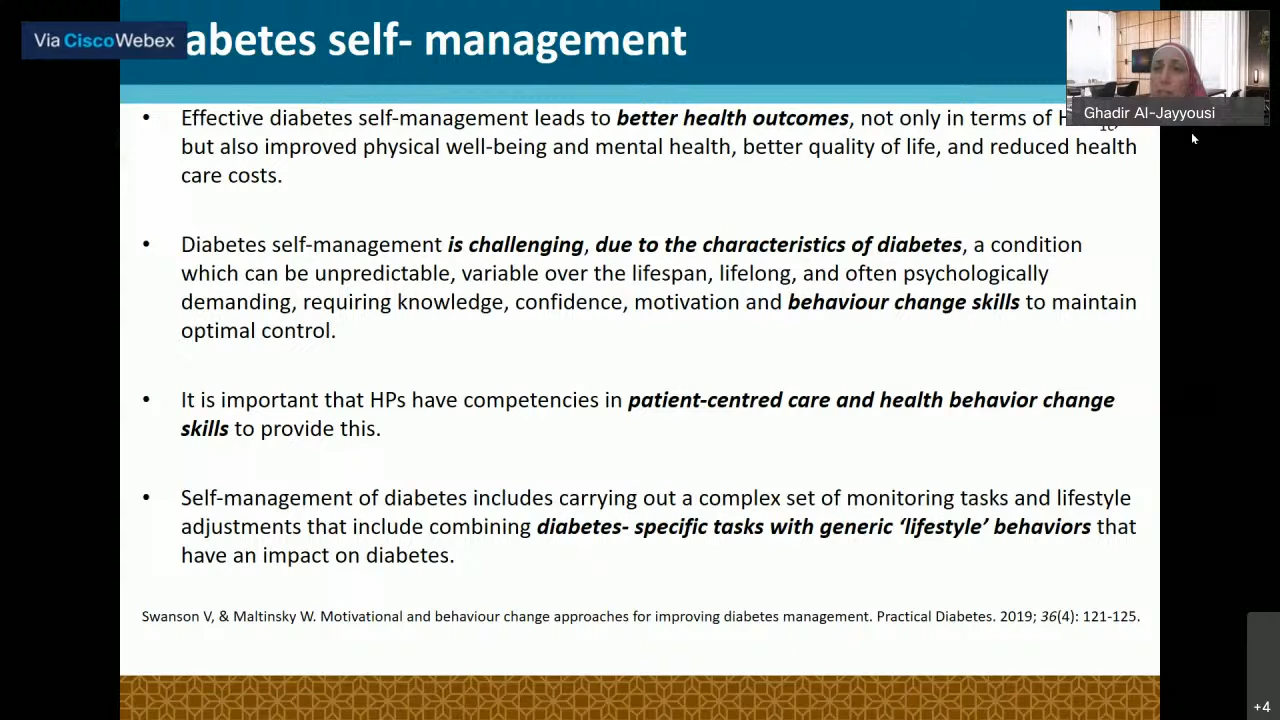 Via CiscoWebex
abetes self- management
Ghadir Al-Jayyousi
• Effective diabetes self-management leads to better health outcomes, not only in terms of
but also improved physical well-being and mental health, better quality of life, and reduced health
care costs.
• Diabetes self-management is challenging, due to the characteristics of diabetes, a condition
which can be unpredictable, variable over the lifespan, lifelong, and often psychologically
demanding, requiring knowledge, confidence, motivation and behaviour change skills to maintain
optimal control.
• It is important that HPs have competencies in patient-centred care and health behavior change
skills to provide this.
• Self-management of diabetes includes carrying out a complex set of monitoring tasks and lifestyle
adjustments that include combining diabetes- specific tasks with generic ‘lifestyle’ behaviors that
have an impact on diabetes.
Swanson V, & Maltinsky W. Motivational and behaviour change approaches for improving diabetes management. Practical Diabetes. 2019; 36(4): 121-125.
+4